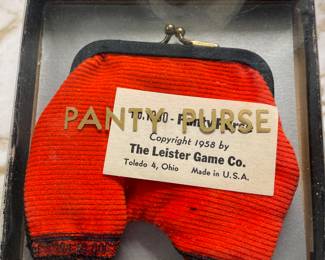 PANTY PURSE
Copyright 1958 by
The Leister Game Co.
Toledo 4, Ohio Made in U.S.A.